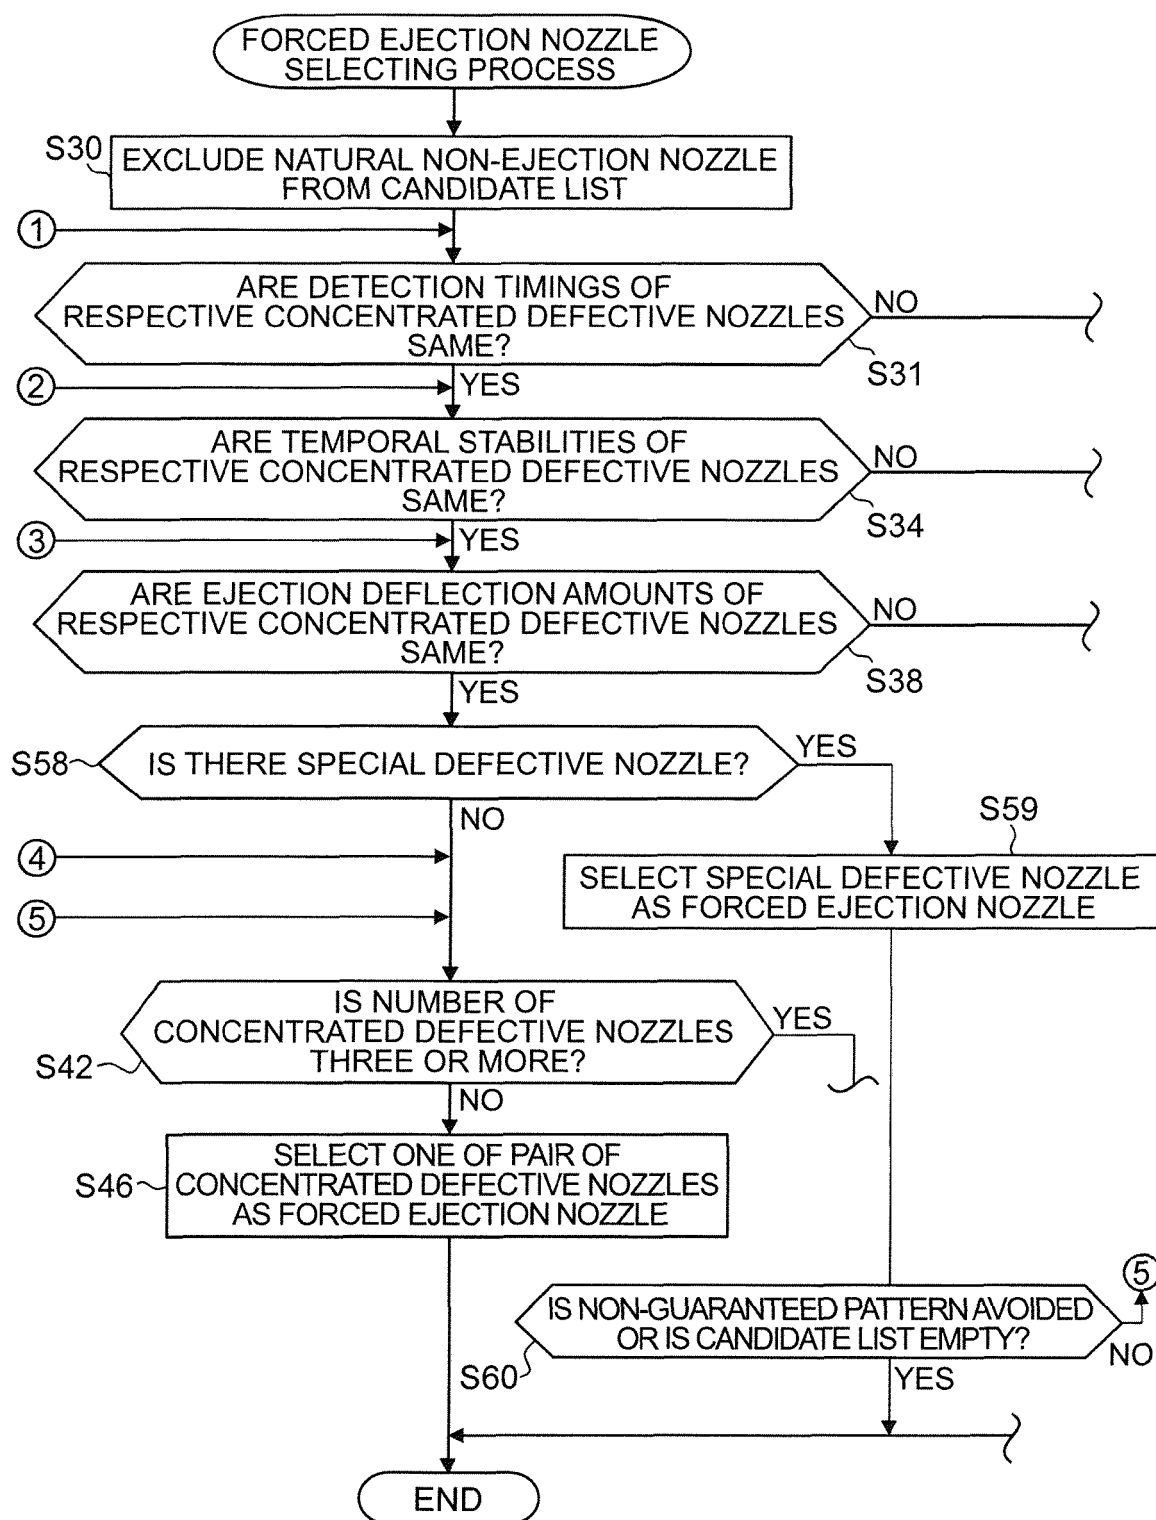 FORCED EJECTION NOZZLE
SELECTING PROCESS
S30
EXCLUDE NATURAL NON-EJECTION NOZZLE
FROM CANDIDATE LIST
1
ARE DETECTION TIMINGS OF
RESPECTIVE CONCENTRATED DEFECTIVE NOZZLES
SAME?
NO
S31
2
YES
ARE TEMPORAL STABILITIES OF
RESPECTIVE CONCENTRATED DEFECTIVE NOZZLES
SAME?
NO
S34
3
YES
ARE EJECTION DEFLECTION AMOUNTS OF
RESPECTIVE CONCENTRATED DEFECTIVE NOZZLES
SAME?
NO
S38
YES
S58
IS THERE SPECIAL DEFECTIVE NOZZLE?
YES
NO
S59
4
SELECT SPECIAL DEFECTIVE NOZZLE
AS FORCED EJECTION NOZZLE
5
IS NUMBER OF
CONCENTRATED DEFECTIVE NOZZLES
THREE OR MORE?
YES
S42
NO
SELECT ONE OF PAIR OF
CONCENTRATED DEFECTIVE NOZZLES
AS FORCED EJECTION NOZZLE
S46
5
IS NON-GUARANTEED PATTERN AVOIDED
OR IS CANDIDATE LIST EMPTY?
NO
S60
YES
END